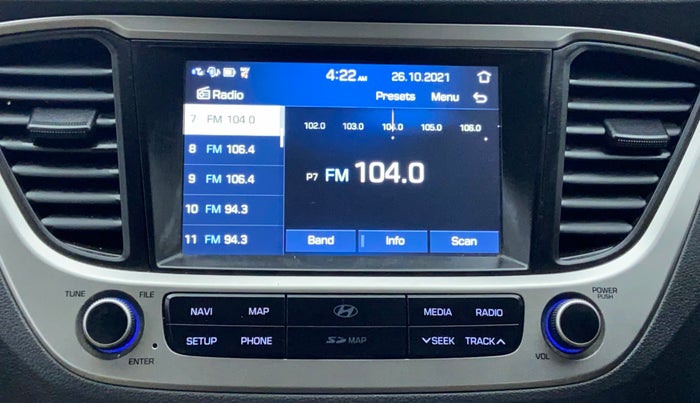 4:22 AM 26.10.2021
Radio Presets Menu
7 FM 104.0
8 FM 106.4
9 FM 106.4
10 FM 94.3
11 FM 94.3
102.0 103.0 104.0 105.0 106.0
P7 FM 104.0
Band Info Scan
TUNE FILE
ENTER
NAVI MAP
SETUP PHONE
SD MAP
MEDIA RADIO
SEEK TRACK
POWER
PUSH
VOL